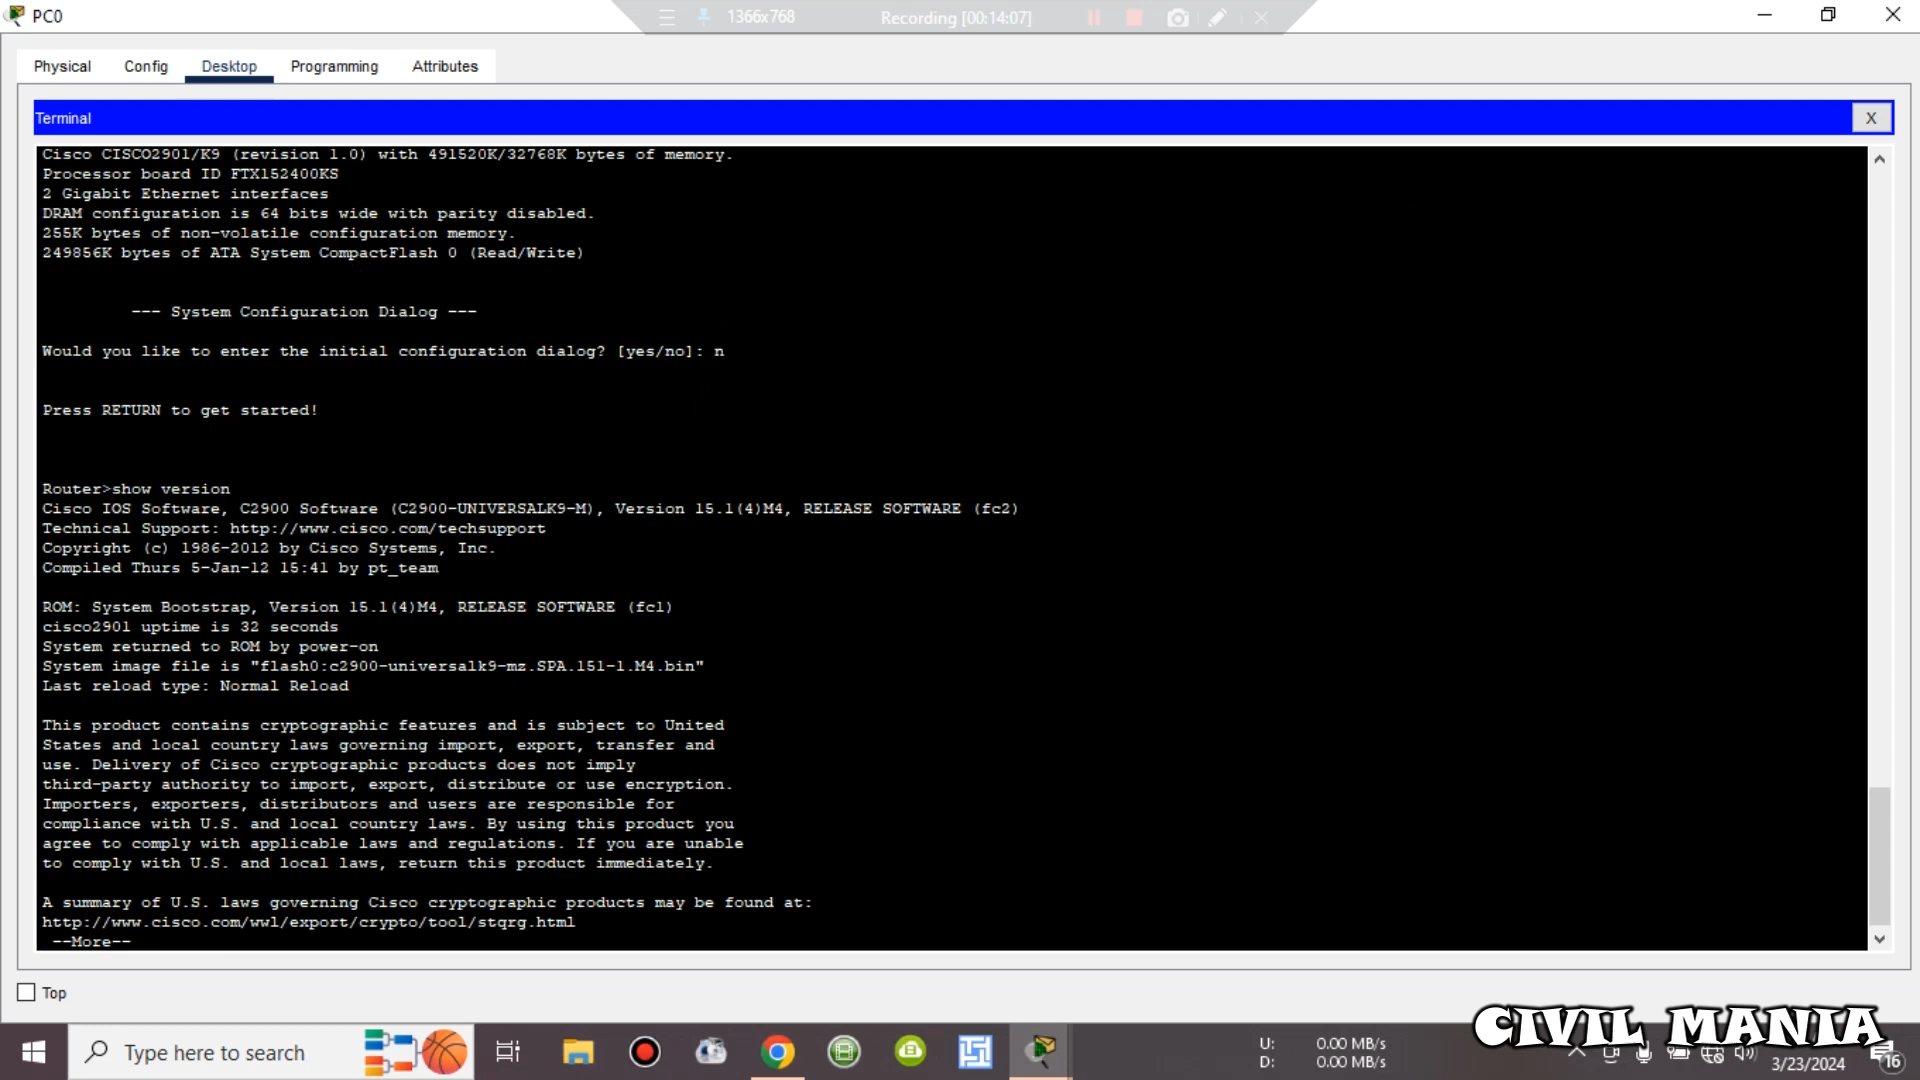 PC0
1366x768
Recording [00:14:07]
Physical Config Desktop Programming Attributes
Terminal
X
Cisco CISCO2901/K9 (revision 1.0) with 491520K/32768K bytes of memory.
Processor board ID FTX152400KS
2 Gigabit Ethernet interfaces
DRAM configuration is 64 bits wide with parity disabled.
255K bytes of non-volatile configuration memory.
249856K bytes of ATA System CompactFlash 0 (Read/Write)
--- System Configuration Dialog ---
Would you like to enter the initial configuration dialog? [yes/no]: n
Press RETURN to get started!
Router>show version
Cisco IOS Software, C2900 Software (C2900-UNIVERSALK9-M), Version 15.1(4)M4, RELEASE SOFTWARE (fc2)
Technical Support: http://www.cisco.com/techsupport
Copyright (c) 1986-2012 by Cisco Systems, Inc.
Compiled Thurs 5-Jan-12 15:41 by pt_team
ROM: System Bootstrap, Version 15.1(4)M4, RELEASE SOFTWARE (fc1)
cisco2901 uptime is 32 seconds
System returned to ROM by power-on
System image file is "flash0:c2900-universalk9-mz.SPA.151-1.M4.bin"
Last reload type: Normal Reload
This product contains cryptographic features and is subject to United
States and local country laws governing import, export, transfer and
use. Delivery of Cisco cryptographic products does not imply
third-party authority to import, export, distribute or use encryption.
Importers, exporters, distributors and users are responsible for
compliance with U.S. and local country laws. By using this product you
agree to comply with applicable laws and regulations. If you are unable
to comply with U.S. and local laws, return this product immediately.
A summary of U.S. laws governing Cisco cryptographic products may be found at:
http://www.cisco.com/wwl/export/crypto/tool/stqrg.html
--More--
Top
CIVIL MANIA
Type here to search
U: 0.00 MB/s
D: 0.00 MB/s
3/23/2024
16